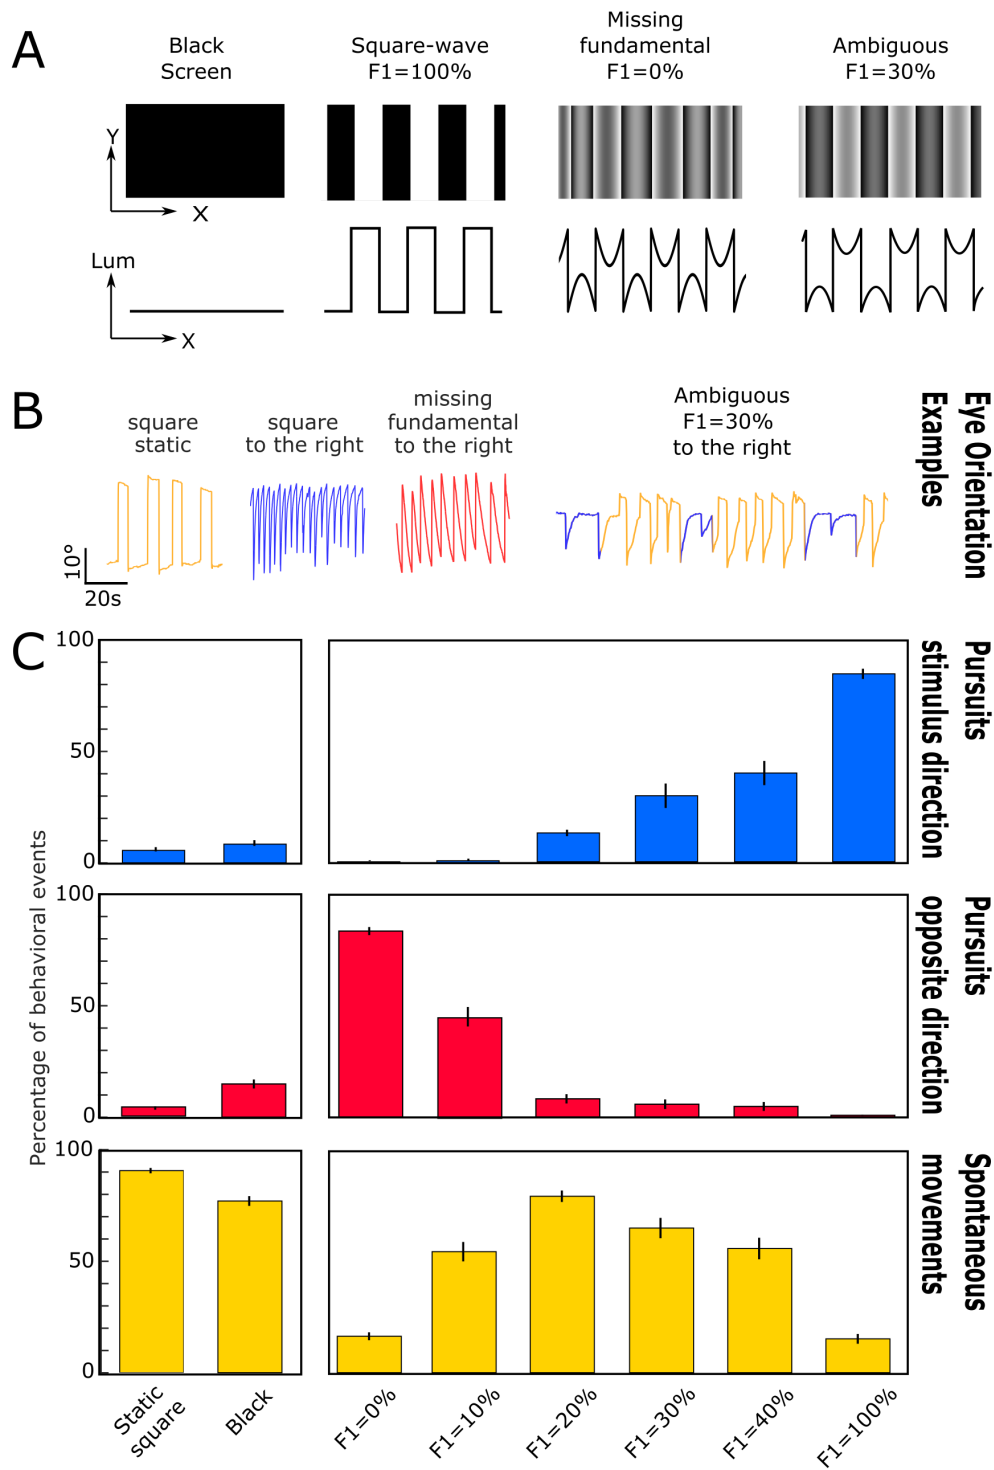 A
Black
Screen
Square-wave
F1=100%
Missing
fundamental
F1=0%
Ambiguous
F1=30%
Y
X
Lum
X
B
square
static
square
to the right
missing
fundamental
to the right
Ambiguous
F1=30%
to the right
Eye Orientation
Examples
10°
20s
C
Percentage of behavioral events
100
50
0
Pursuits
stimulus direction
100
50
0
Pursuits
opposite direction
100
50
0
Spontaneous
movements
Static
square
Black
F1=0%
F1=10%
F1=20%
F1=30%
F1=40%
F1=100%